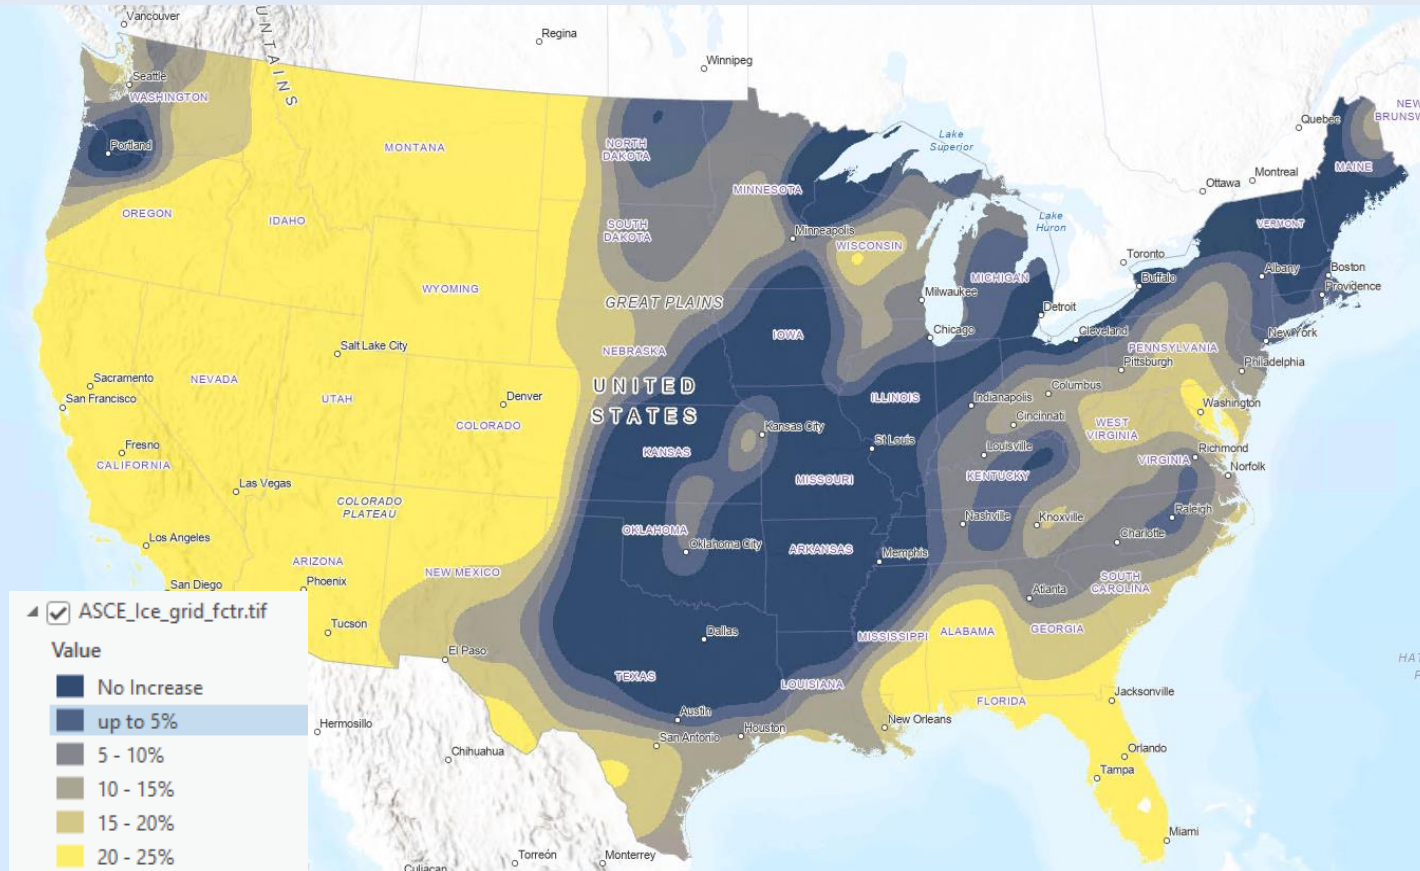 Vancouver
UNTAINS
Regina
Winnipeg
Seattle
WASHINGTON
Quebec
NEW
BRUNSW
Portland
MONTANA
NORTH
DAKOTA
Lake
Superior
MAINE
Ottawa
Montreal
MINNESOTA
OREGON
IDAHO
SOUTH
DAKOTA
Minneapolis
WISCONSIN
Lake
Huron
VERMONT
Toronto
Albany
Boston
MICHIGAN
Buffalo
Providence
WYOMING
GREAT PLAINS
Milwaukee
Detroit
Chicago
Cleveland
New York
IOWA
Salt Lake City
NEBRASKA
PENNSYLVANIA
Pittsburgh
Philadelphia
Sacramento
NEVADA
UNITED
STATES
Columbus
San Francisco
UTAH
Denver
ILLINOIS
Indianapolis
Washington
COLORADO
Kansas City
Cincinnati
WEST
VIRGINIA
Fresno
CALIFORNIA
KANSAS
St Louis
Louisville
Richmond
VIRGINIA
Norfolk
Las Vegas
MISSOURI
KENTUCKY
COLORADO
PLATEAU
Nashville
Knoxville
Raleigh
Los Angeles
OKLAHOMA
Oklahoma City
ARKANSAS
Memphis
Charlotte
ARIZONA
NEW MEXICO
San Diego
Phoenix
SOUTH
CAROLINA
Atlanta
Tucson
Dallas
MISSISSIPPI
ALABAMA
GEORGIA
El Paso
HAT
F
TEXAS
LOUISIANA
Jacksonville
FLORIDA
Austin
New Orleans
Hermosillo
San Antonio
Houston
Chihuahua
Orlando
Tampa
Miami
Torreón
Monterrey
Culiacan
ASCE_Ice_grid_fctr.tif
Value
No Increase
up to 5%
5 - 10%
10 - 15%
15 - 20%
20 - 25%